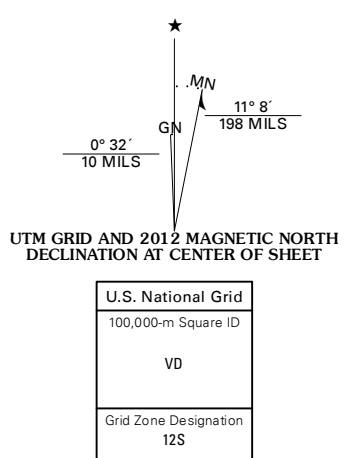 ★
MN
11° 8´
198 MILS
GN
0° 32´
10 MILS
UTM GRID AND 2012 MAGNETIC NORTH
DECLINATION AT CENTER OF SHEET
U.S. National Grid
100,000-m Square ID
VD
Grid Zone Designation
12S